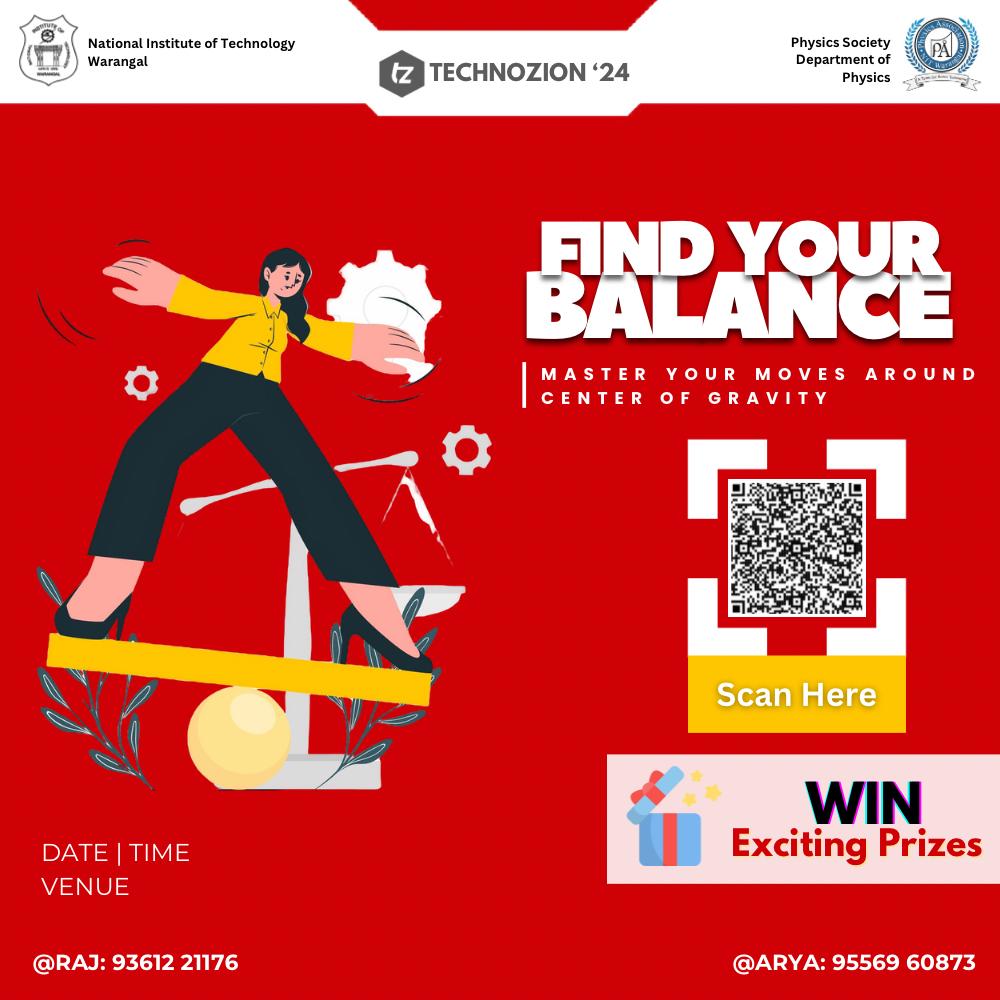 National Institute of Technology
Warangal
TECHNOZION ‘24
Physics Society
Department of
Physics
FIND YOUR
BALANCE
MASTER YOUR MOVES AROUND
CENTER OF GRAVITY
Scan Here
WIN
Exciting Prizes
DATE | TIME
VENUE
@RAJ: 93612 21176
@ARYA: 95569 60873